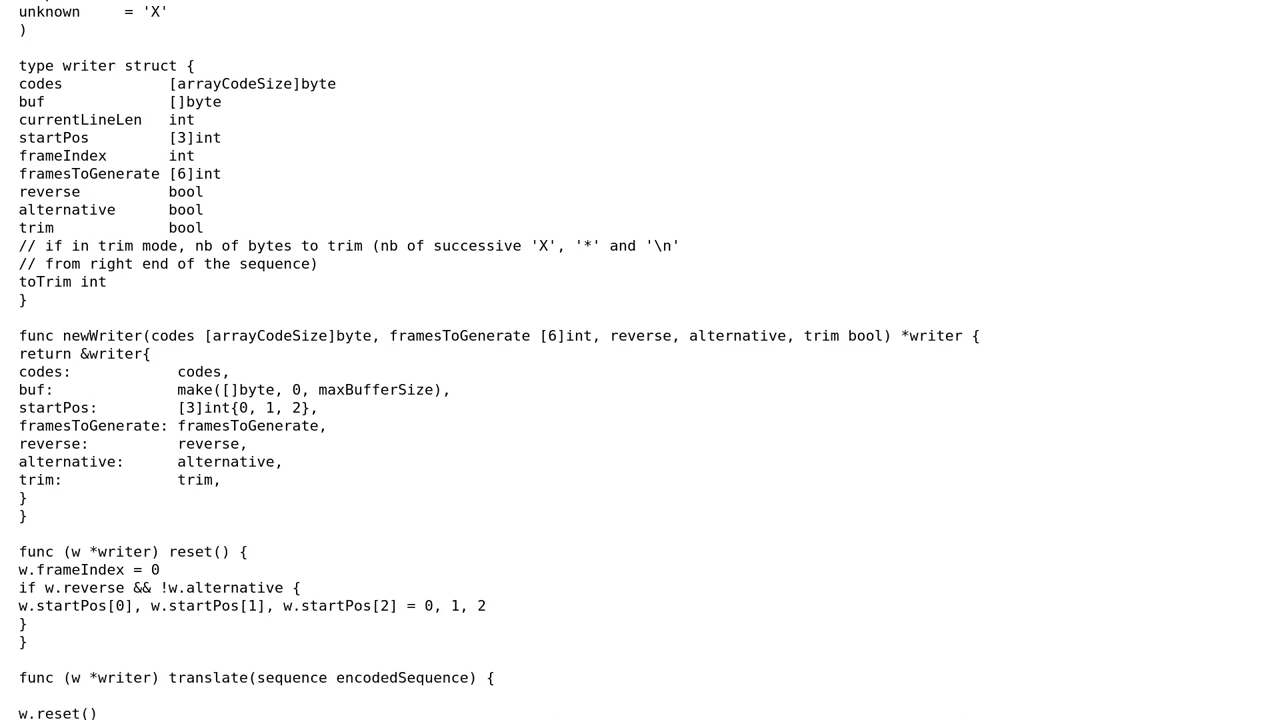 unknown     = 'X'
)

type writer struct {
codes            [arrayCodeSize]byte
buf              []byte
currentLineLen   int
startPos         [3]int
frameIndex       int
framesToGenerate [6]int
reverse          bool
alternative      bool
trim             bool
// if in trim mode, nb of bytes to trim (nb of successive 'X', '*' and '\n'
// from right end of the sequence)
toTrim int
}

func newWriter(codes [arrayCodeSize]byte, framesToGenerate [6]int, reverse, alternative, trim bool) *writer {
return &writer{
codes:            codes,
buf:              make([]byte, 0, maxBufferSize),
startPos:         [3]int{0, 1, 2},
framesToGenerate: framesToGenerate,
reverse:          reverse,
alternative:      alternative,
trim:             trim,
}
}

func (w *writer) reset() {
w.frameIndex = 0
if w.reverse && !w.alternative {
w.startPos[0], w.startPos[1], w.startPos[2] = 0, 1, 2
}
}

func (w *writer) translate(sequence encodedSequence) {

w.reset()